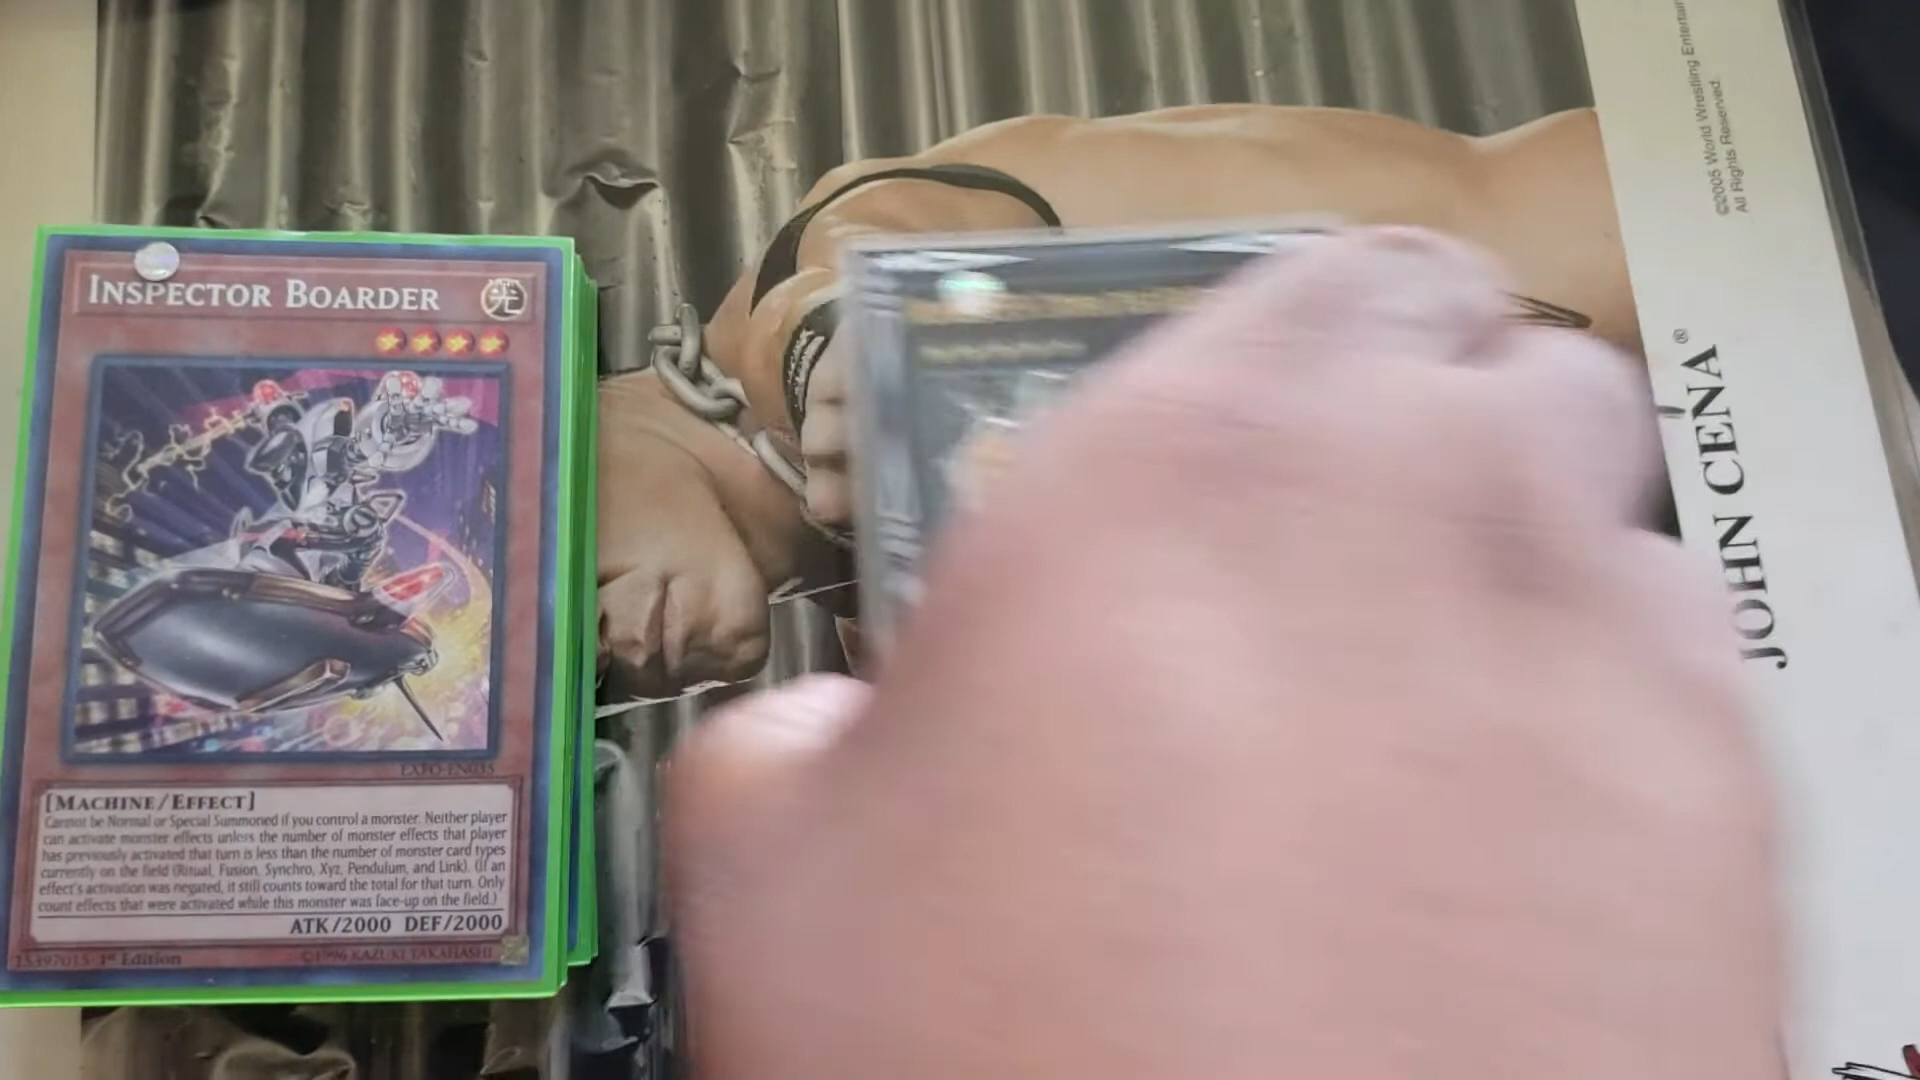 INSPECTOR BOARDER
光
EXFO-EN035
[MACHINE/EFFECT]
Cannot be Normal or Special Summoned if you control a monster. Neither player
can activate monster effects unless the number of monster effects that player
has previously activated that turn is less than the number of monster card types
currently on the field (Ritual, Fusion, Synchro, Xyz, Pendulum, and Link). (If an
effect's activation was negated, it still counts toward the total for that turn. Only
count effects that were activated while this monster was face-up on the field.)
ATK/2000 DEF/2000
15397015 1st Edition
©1996 KAZUKI TAKAHASHI
©2005 World Wrestling
All Rights Reserved.
JOHN CENA®